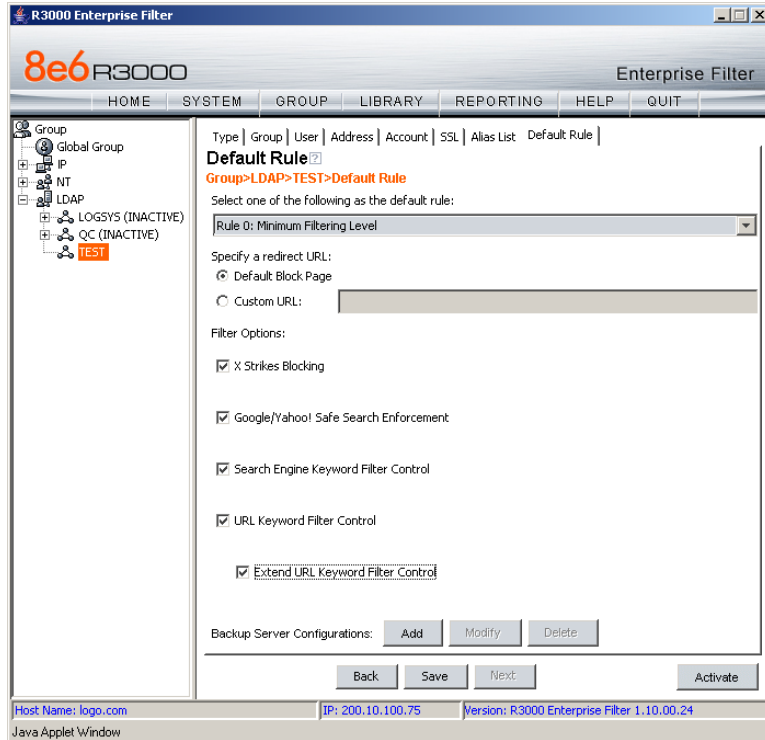 R3000 Enterprise Filter
8e6 R3000
Enterprise Filter
HOME SYSTEM GROUP LIBRARY REPORTING HELP QUIT
Group
Global Group
IP
NT
LDAP
LOGSYS (INACTIVE)
QC (INACTIVE)
TEST
Type | Group | User | Address | Account | SSL | Alias List Default Rule |
Default Rule ?
Group>LDAP>TEST>Default Rule
Select one of the following as the default rule:
Rule 0: Minimum Filtering Level
Specify a redirect URL:
Default Block Page
Custom URL:
Filter Options:
X Strikes Blocking
Google/Yahoo! Safe Search Enforcement
Search Engine Keyword Filter Control
URL Keyword Filter Control
Extend URL Keyword Filter Control
Backup Server Configurations: Add Modify Delete
Back Save Next Activate
Host Name: logo.com IP: 200.10.100.75 Version: R3000 Enterprise Filter 1.10.00.24
Java Applet Window